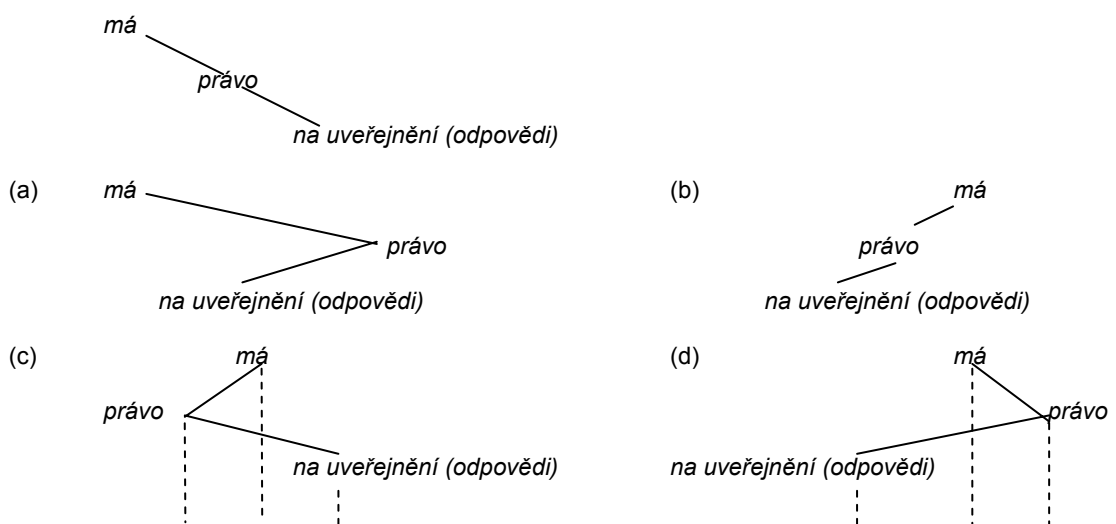 má
právo
na uveřejnění (odpovědi)
(a) má
právo
na uveřejnění (odpovědi)
(b) má
právo
na uveřejnění (odpovědi)
(c) má
právo
na uveřejnění (odpovědi)
(d) má
právo
na uveřejnění (odpovědi)